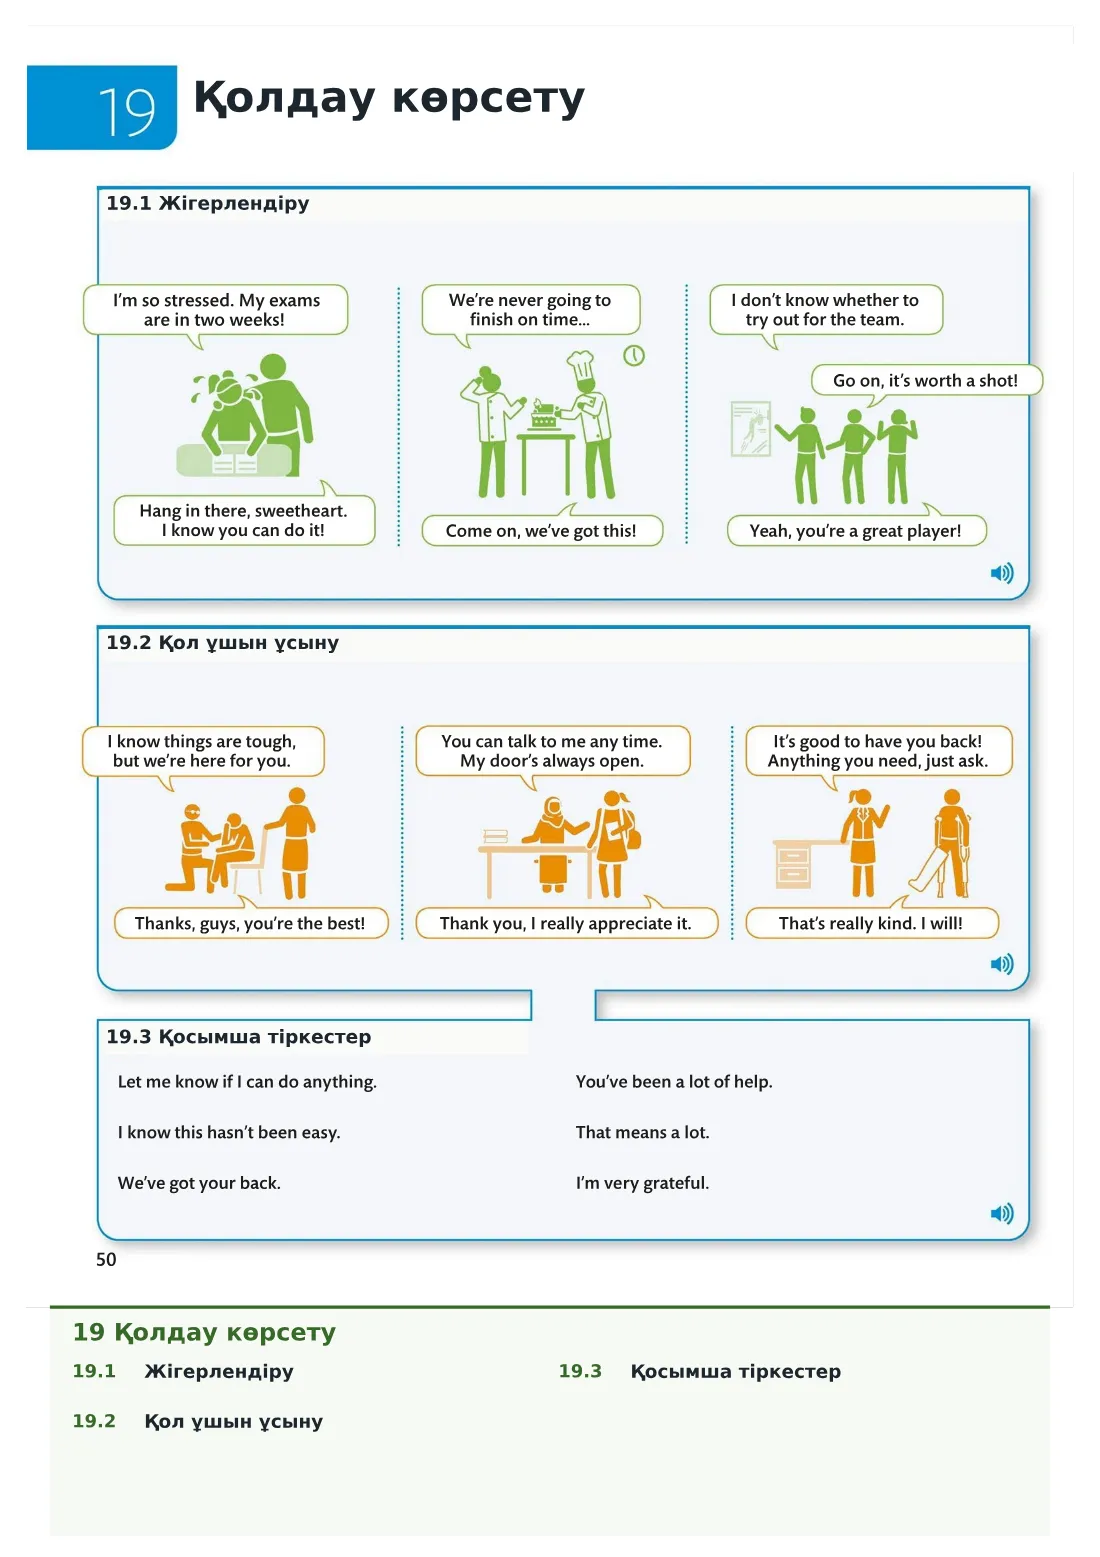 19
Қолдау көрсету
19.1 Жігерлендіру
I'm so stressed. My exams
are in two weeks!
Hang in there, sweetheart.
I know you can do it!
We're never going to
finish on time...
Come on, we've got this!
I don't know whether to
try out for the team.
Go on, it's worth a shot!
Yeah, you're a great player!
19.2 Қол ұшын ұсыну
I know things are tough,
but we're here for you.
Thanks, guys, you're the best!
You can talk to me any time.
My door's always open.
Thank you, I really appreciate it.
It's good to have you back!
Anything you need, just ask.
That's really kind. I will!
19.3 Қосымша тіркестер
Let me know if I can do anything.
I know this hasn't been easy.
We've got your back.
You've been a lot of help.
That means a lot.
I'm very grateful.
50
19 Қолдау көрсету
19.1 Жігерлендіру
19.2 Қол ұшын ұсыну
19.3 Қосымша тіркестер